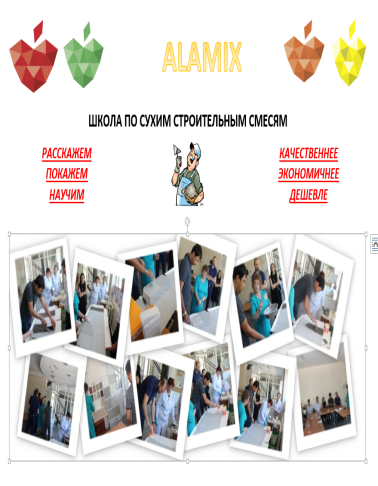 ALAMIX
ШКОЛА ПО СУХИМ СТРОИТЕЛЬНЫМ СМЕСЯМ
РАССКАЖЕМ
ПОКАЖЕМ
НАУЧИМ
КАЧЕСТВЕННЕЕ
ЭКОНОМИЧНЕЕ
ДЕШЕВЛЕ